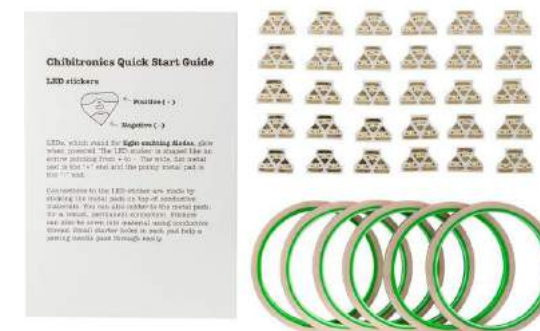 Chibitronics Quick Start Guide
LED stickers
Positive (+)
Negative (-)
LEDs, which stand for light-emitting diodes, glow
when powered. The LED sticker is shaped like an
arrow pointing from + to -. The wide, flat metal
pad is the "+" end and the pointy metal pad is
the "-" end.
Connections to the LED sticker are made by
sticking the metal pads on top of conductive
materials. You can also solder to the metal pads
for a robust, permanent connection. Stickers
can also be sewn into material using conductive
thread. Small starter holes in each pad help a
sewing needle pass through easily.